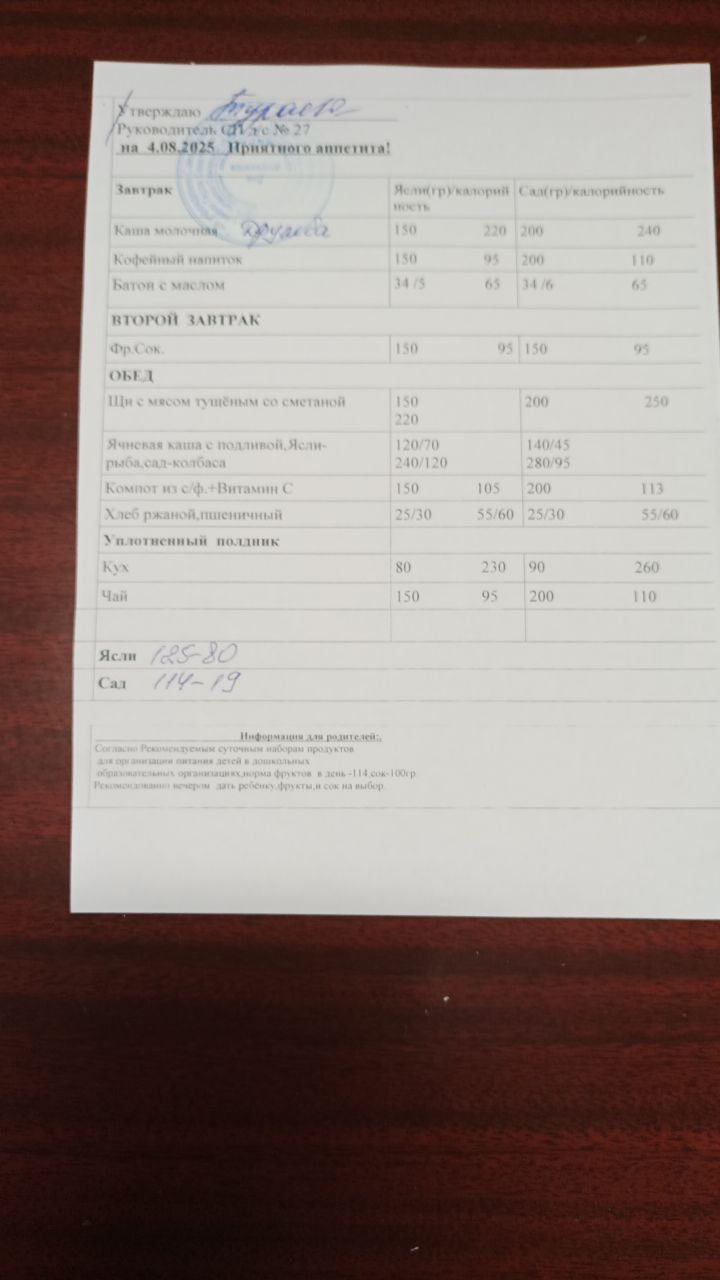 Утверждаю
Руководитель СП д/с № 27
на 4.08.2025 Приятного аппетита!
Завтрак Ясли(гр)/калорий Сад(гр)/калорийность
ность
Каша молочная Дружба 150 220 200 240
Кофейный напиток 150 95 200 110
Батон с маслом 34 /5 65 34 /6 65
ВТОРОЙ ЗАВТРАК
Фр.Сок. 150 95 150 95
ОБЕД
Щи с мясом тушёным со сметаной 150 200 250
220
Ячневая каша с подливой,Ясли- 120/70 140/45
рыба,сад-колбаса 240/120 280/95
Компот из с/ф.+Витамин С 150 105 200 113
Хлеб ржаной,пшеничный 25/30 55/60 25/30 55/60
Уплотненный полдник
Кух 80 230 90 260
Чай 150 95 200 110
Ясли 125-80
Сад 114-19
Информация для родителей:.
Согласно Рекомендуемым суточным наборам продуктов
для организации питания детей в дошкольных
образовательных организациях,норма фруктов в день -114,сок-100гр.
Рекомендовано вечером дать ребёнку,фрукты,и сок на выбор.